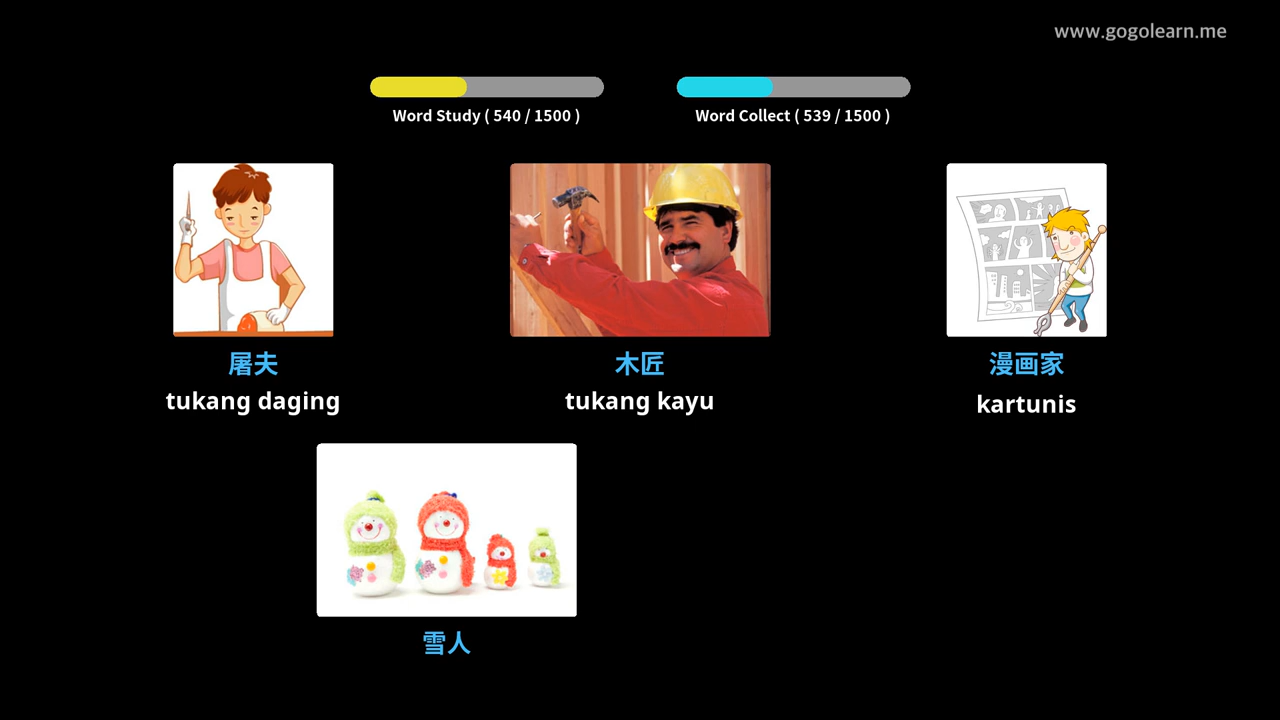 www.gogolearn.me
Word Study ( 540 / 1500 )
Word Collect ( 539 / 1500 )
屠夫
tukang daging
木匠
tukang kayu
漫画家
kartunis
雪人